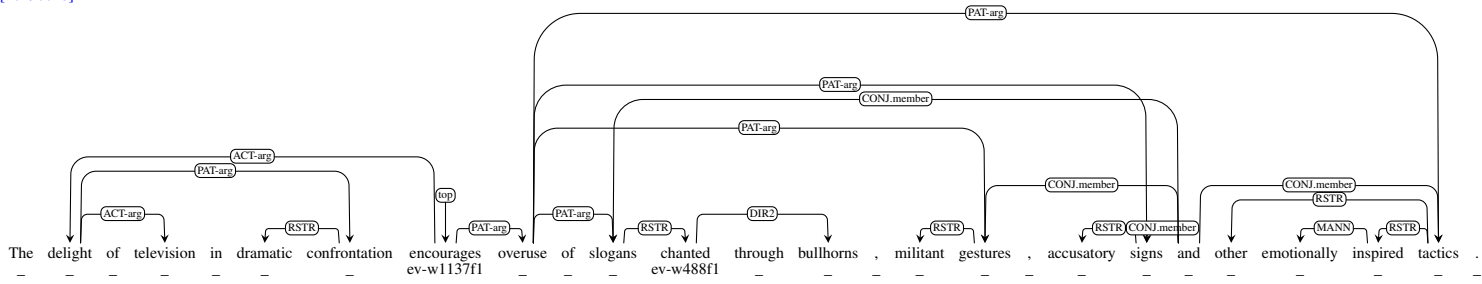 PAT-arg
PAT-arg
CONJ.member
PAT-arg
ACT-arg
PAT-arg
CONJ.member
CONJ.member
top
RSTR
ACT-arg
PAT-arg
DIR2
RSTR
PAT-arg
RSTR
RSTR
RSTR
CONJ.member
MANN
RSTR
The delight of television in dramatic confrontation encourages overuse of slogans chanted through bullhorns , militant gestures , accusatory signs and other emotionally inspired tactics .
_ _ _ _ _ _ _ ev-w1137f1 _ _ _ ev-w488f1 _ _ _ _ _ _ _ _ _ _ _ _ _ _